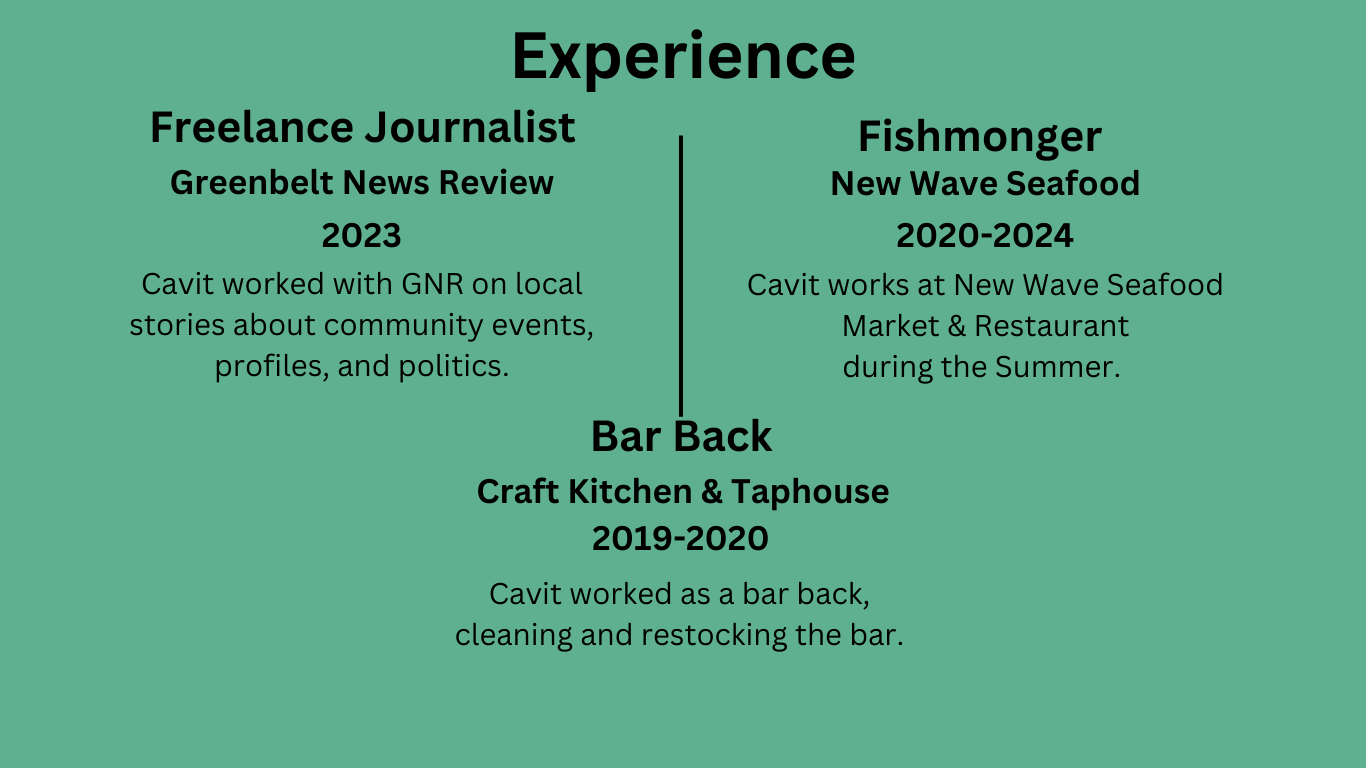 Experience
Freelance Journalist
Greenbelt News Review
2023
Cavit worked with GNR on local
stories about community events,
profiles, and politics.
Fishmonger
New Wave Seafood
2020-2024
Cavit works at New Wave Seafood
Market & Restaurant
during the Summer.
Bar Back
Craft Kitchen & Taphouse
2019-2020
Cavit worked as a bar back,
cleaning and restocking the bar.